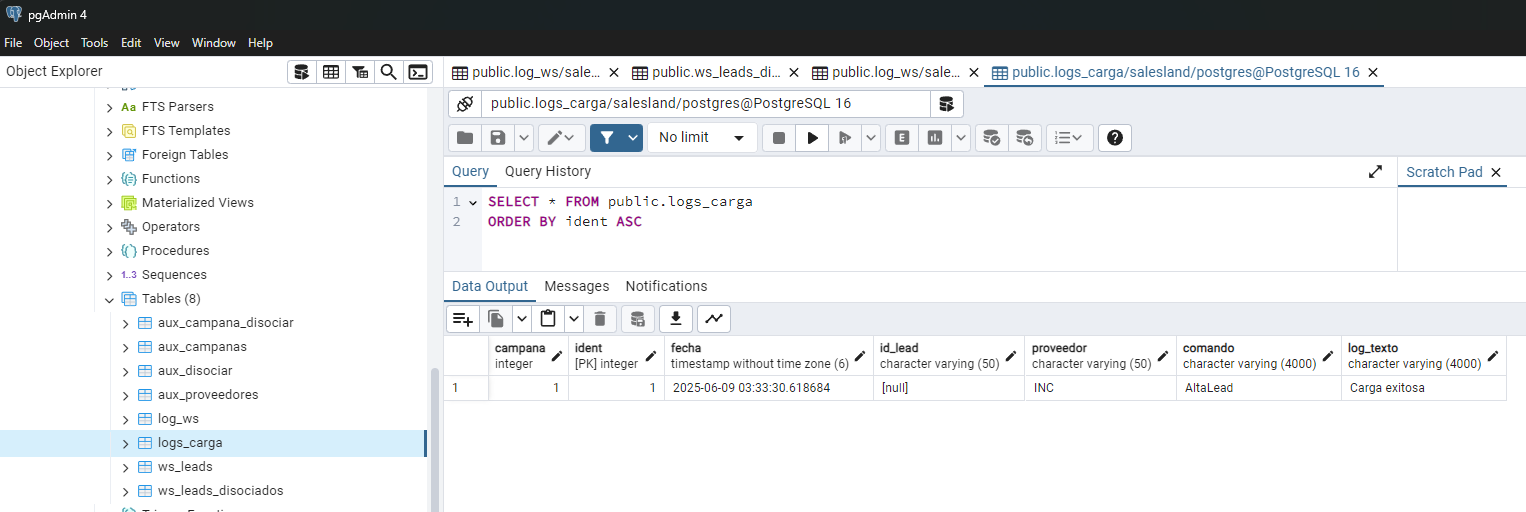 pgAdmin 4
File Object Tools Edit View Window Help
Object Explorer
public.log_ws/sale... public.ws_leads_di... public.log_ws/sale... public.logs_carga/salesland/postgres@PostgreSQL 16
public.logs_carga/salesland/postgres@PostgreSQL 16
No limit
E
Query Query History
Scratch Pad
1 SELECT * FROM public.logs_carga
2 ORDER BY ident ASC
Aa FTS Parsers
FTS Templates
Foreign Tables
Functions
Materialized Views
Operators
Procedures
1..3 Sequences
Tables (8)
aux_campana_disociar
aux_campanas
aux_disociar
aux_proveedores
log_ws
logs_carga
ws_leads
ws_leads_disociados
Data Output Messages Notifications
campana ident fecha id_lead proveedor comando log_texto
integer [PK] integer timestamp without time zone (6) character varying (50) character varying (50) character varying (4000) character varying (4000)
1 1 1 2025-06-09 03:33:30.618684 [null] INC AltaLead Carga exitosa